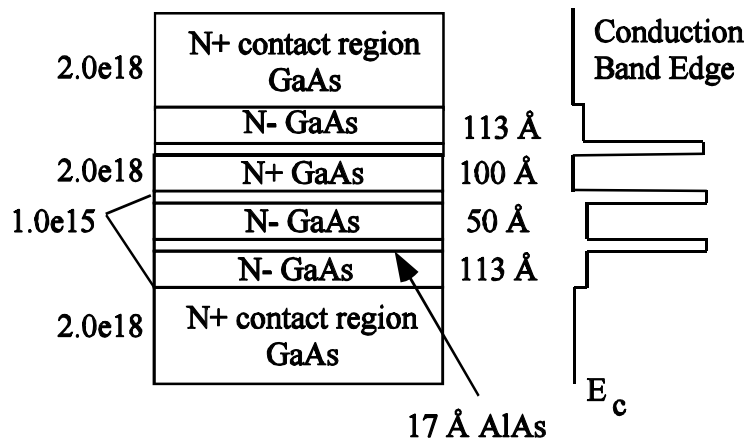 N+ contact region
GaAs
2.0e18
N- GaAs
113 Å
2.0e18
N+ GaAs
100 Å
1.0e15
N- GaAs
50 Å
N- GaAs
113 Å
2.0e18
N+ contact region
GaAs
17 Å AlAs
Conduction
Band Edge
E c